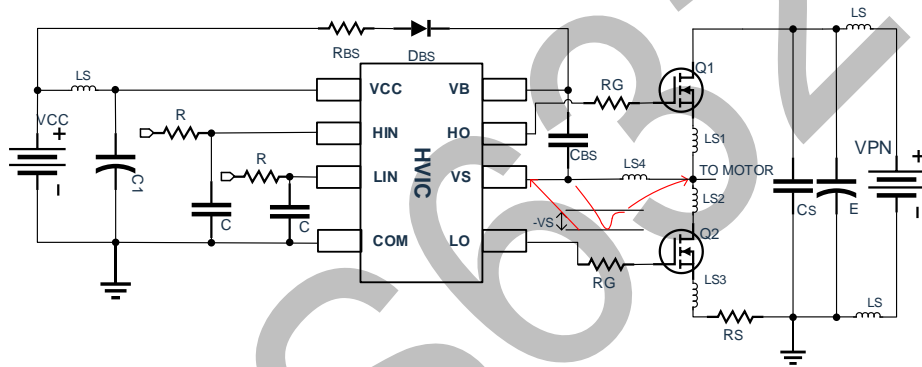 LS
RBS
DBS
LS
Q1
VCC
VCC
VB
RG
R
HIN
HO
LS1
VPN
R
CBS
LS4
TO MOTOR
C1
LIN
HVIC
VS
LS2
CS
E
-VS
C
C
COM
LO
Q2
RG
LS3
LS
RS
6632